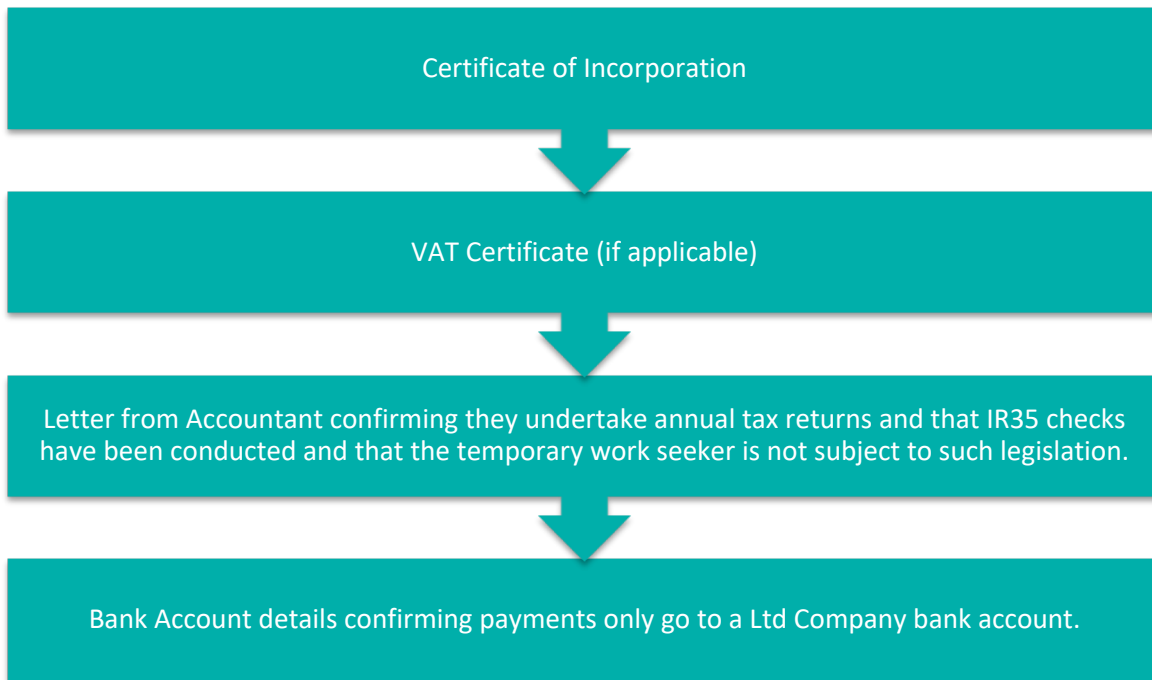 Certificate of Incorporation
VAT Certificate (if applicable)
Letter from Accountant confirming they undertake annual tax returns and that IR35 checks
have been conducted and that the temporary work seeker is not subject to such legislation.
Bank Account details confirming payments only go to a Ltd Company bank account.